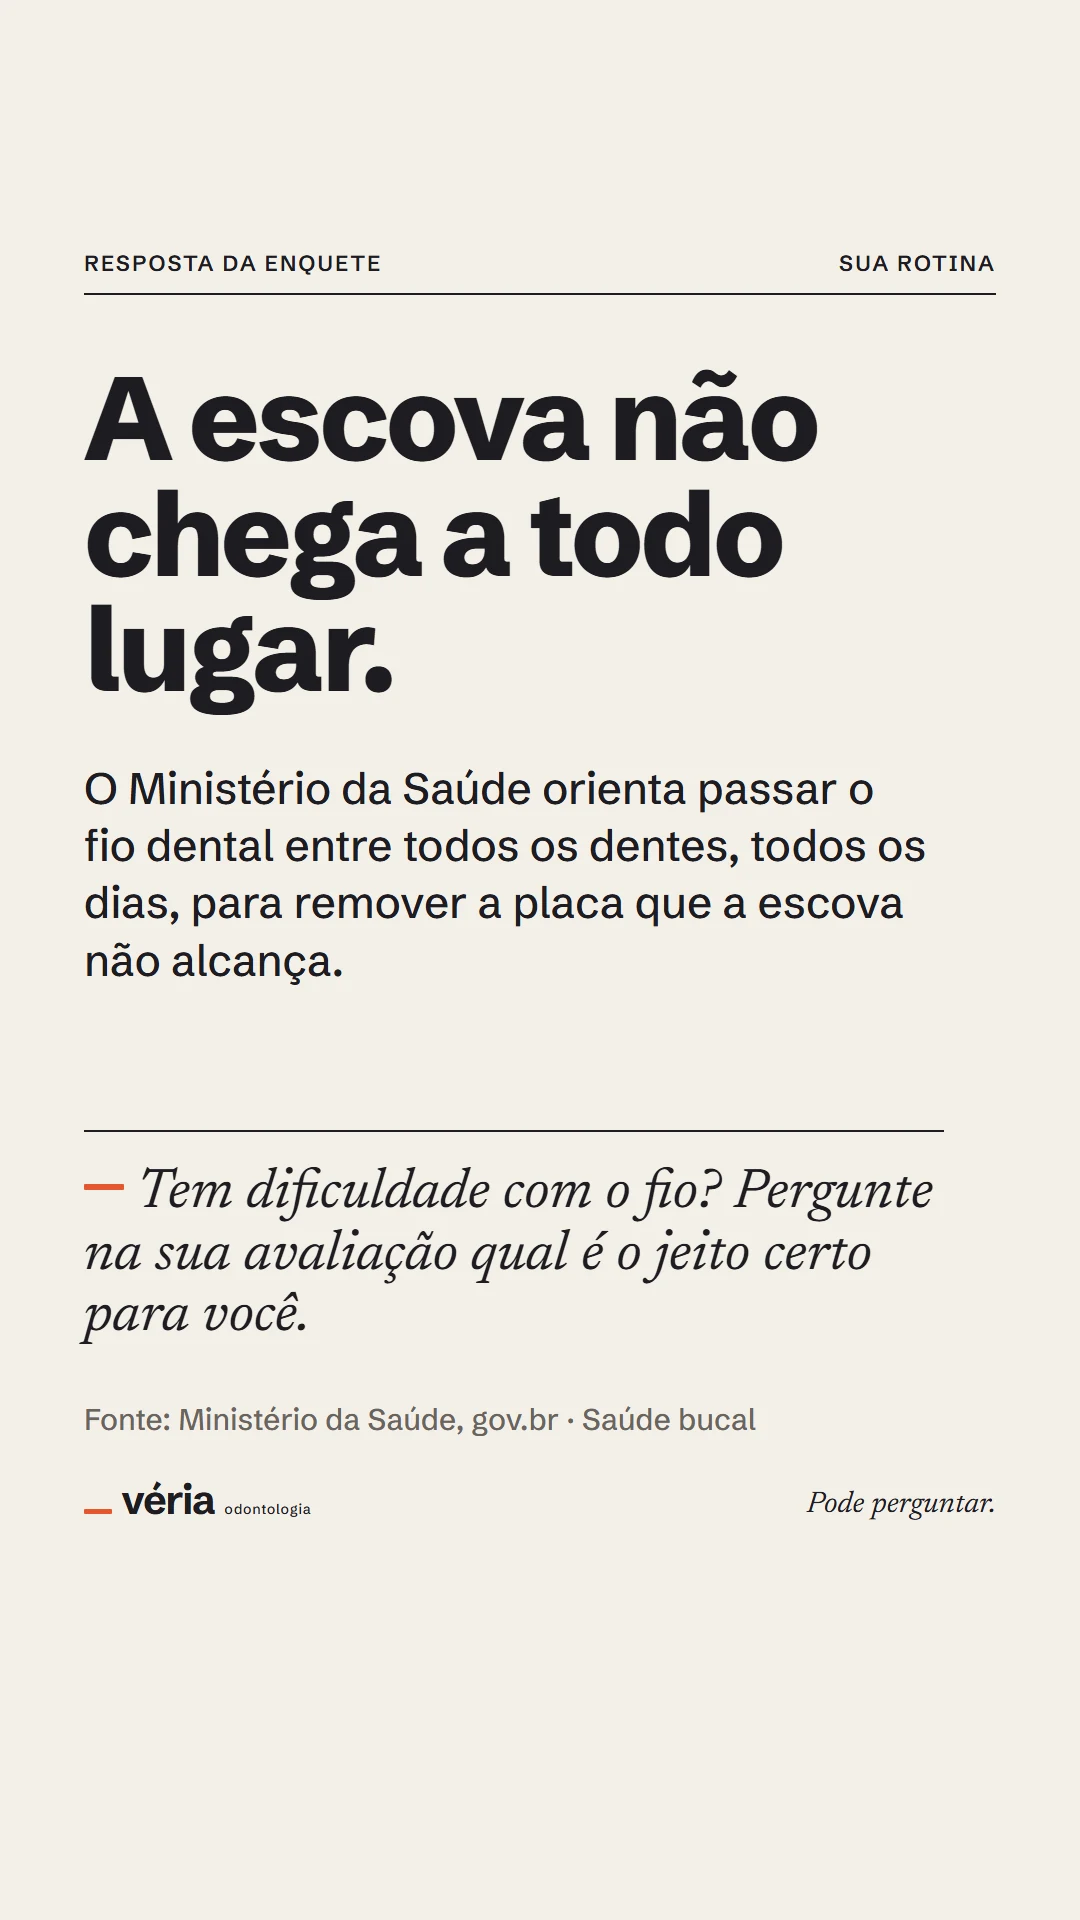 RESPOSTA DA ENQUETE SUA ROTINA
A escova não
chega a todo
lugar.
O Ministério da Saúde orienta passar o
fio dental entre todos os dentes, todos os
dias, para remover a placa que a escova
não alcança.
Tem dificuldade com o fio? Pergunte
na sua avaliação qual é o jeito certo
para você.
Fonte: Ministério da Saúde, gov.br · Saúde bucal
véria odontologia Pode perguntar.